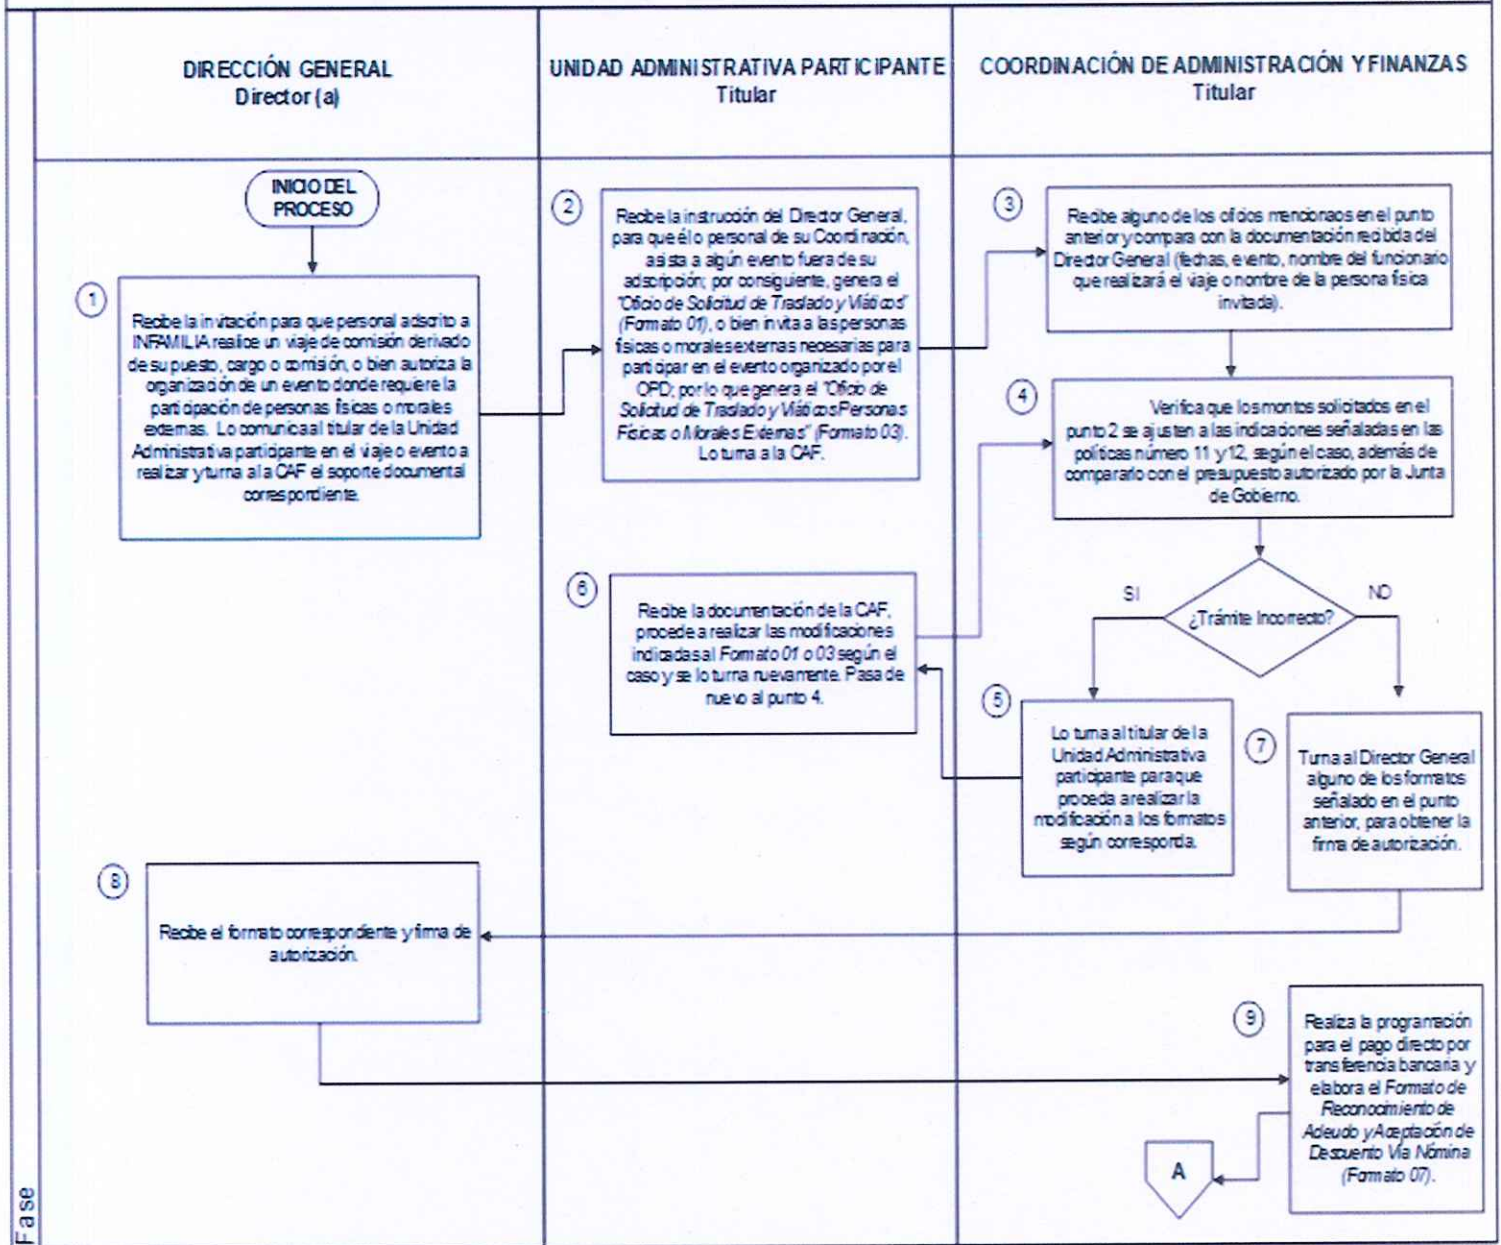 DIRECCIÓN GENERAL
Director (a)
UNIDAD ADMINISTRATIVA PARTICIPANTE
Titular
COORDINACIÓN DE ADMINISTRACIÓN Y FINANZAS
Titular
INICIO DEL
PROCESO
1
Recibe la invitación para que personal adscrito a
INFAMILIA realice un viaje de comisión derivado
de su puesto, cargo o comisión, o bien autoriza la
organización de un evento donde requiere la
participación de personas físicas o morales
externas. Lo comunica al titular de la Unidad
Administrativa participante en el viaje o evento a
realizar y turna a la CAF el soporte documental
correspondiente.
2
Recibe la instrucción del Director General,
para que él o personal de su Coordinación,
asista a algún evento fuera de su
adscripción; por consiguiente, genera el
"Oficio de Solicitud de Traslado y Viáticos"
(Formato 01), o bien invita a las personas
físicas o morales externas necesarias para
participar en el evento organizado por el
OPD; por lo que genera el "Oficio de
Solicitud de Traslado y Viáticos Personas
Físicas o Morales Externas" (Formato 03).
Lo turna a la CAF.
3
Recibe alguno de los oficios mencionaos en el punto
anterior y compara con la documentación recibida del
Director General (fechas, evento, nombre del funcionario
que realizará el viaje o nombre de la persona física
invitada).
4
Verifica que los montos solicitados en el
punto 2 se ajusten a las indicaciones señaladas en las
políticas número 11 y 12, según el caso, además de
compararlo con el presupuesto autorizado por la Junta
de Gobierno.
¿Trámite Incorrecto?
SI
NO
5
Lo turna al titular de la
Unidad Administrativa
participante para que
proceda a realizar la
modificación a los formatos
según corresponda.
6
Recibe la documentación de la CAF,
procede a realizar las modificaciones
indicadas al Formato 01 o 03 según el
caso y se lo turna nuevamente. Pasa de
nuevo al punto 4.
7
Turna al Director General
alguno de los formatos
señalado en el punto
anterior, para obtener la
firma de autorización.
8
Recibe el formato correspondiente y firma de
autorización.
9
Realiza la programación
para el pago directo por
transferencia bancaria y
elabora el Formato de
Reconocimiento de
Adeudo y Aceptación de
Descuento Vía Nómina
(Formato 07).
A
Fase